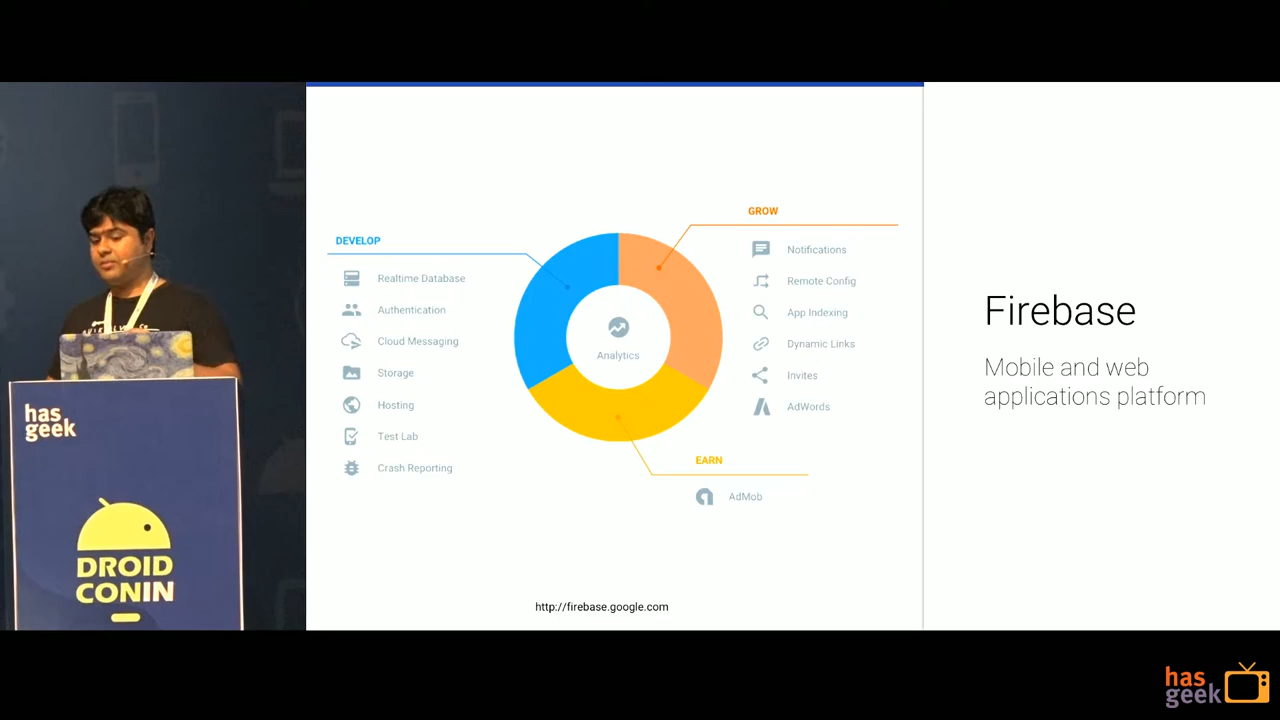 has
geek
DROID
CONIN
DEVELOP
Realtime Database
Authentication
Cloud Messaging
Storage
Hosting
Test Lab
Crash Reporting
Analytics
GROW
Notifications
Remote Config
App Indexing
Dynamic Links
Invites
AdWords
EARN
AdMob
http://firebase.google.com
Firebase
Mobile and web
applications platform
has
geek